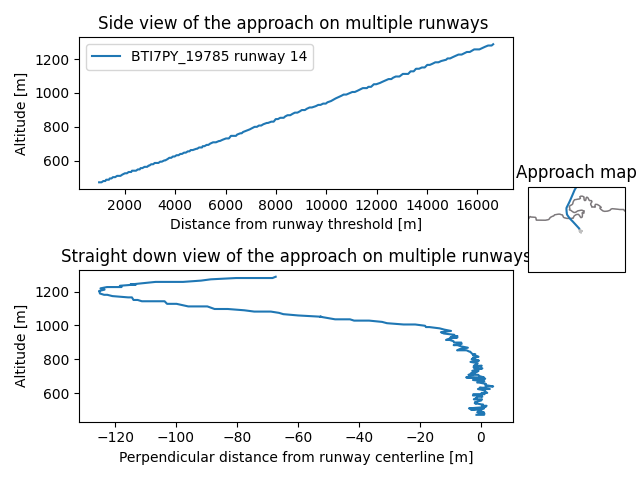 Side view of the approach on multiple runways
BTI7PY_19785 runway 14
Altitude [m]
1200
1000
800
600
2000 4000 6000 8000 10000 12000 14000 16000
Distance from runway threshold [m]
Approach map
Straight down view of the approach on multiple runways
Altitude [m]
1200
1000
800
600
−120 −100 −80 −60 −40 −20 0
Perpendicular distance from runway centerline [m]